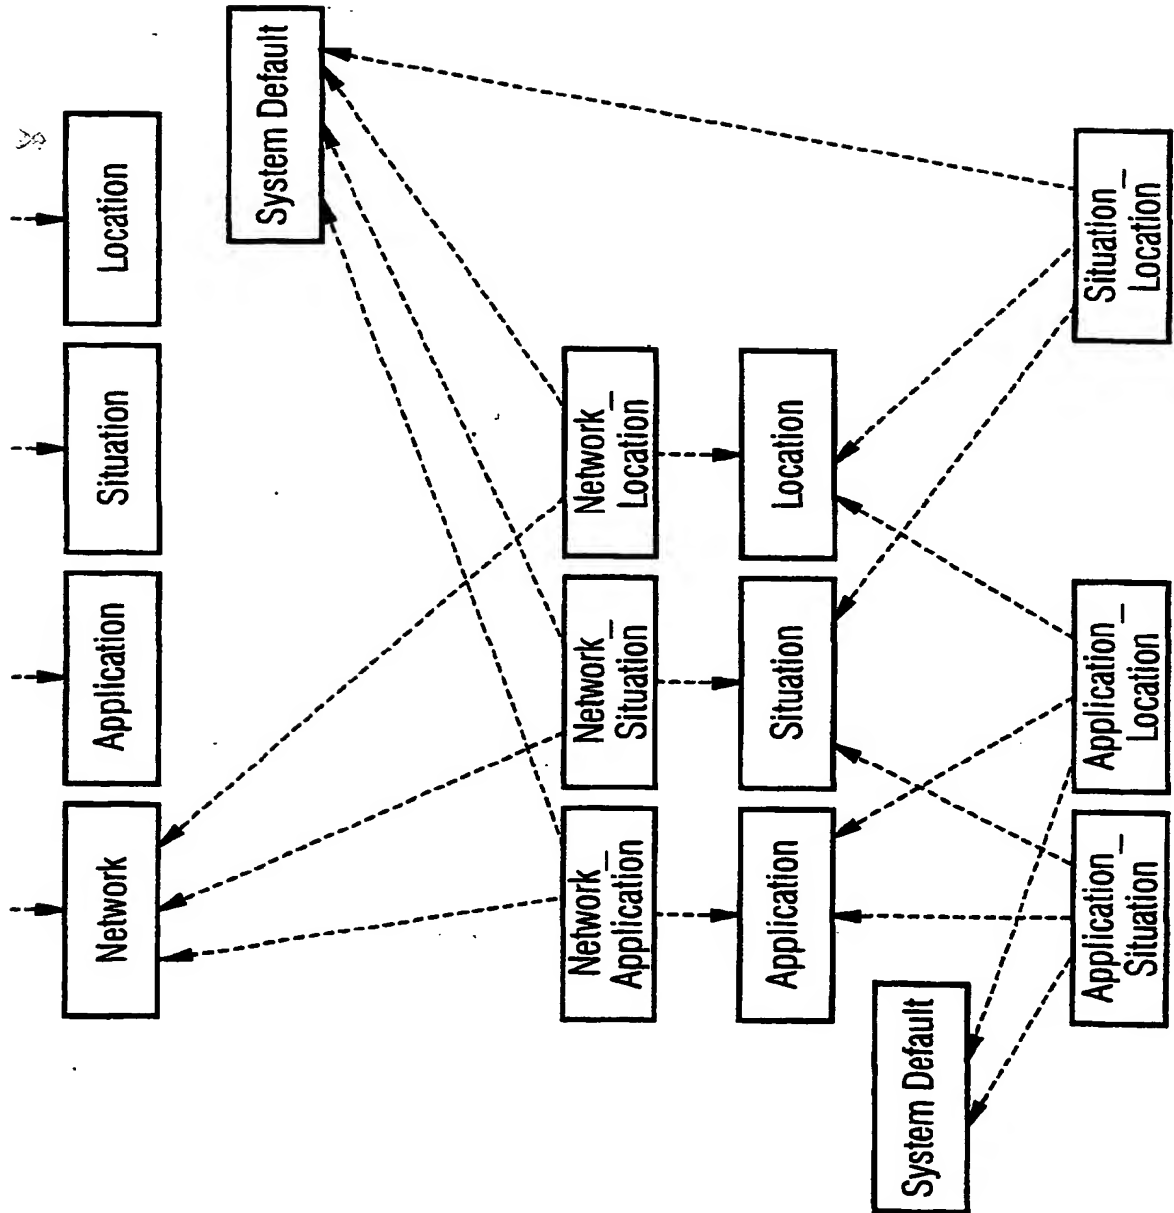 Network
Application
Situation
Location
System Default
Network_
Application
Network_
Situation
Network_
Location
Application
Situation
Location
System Default
Application_
Situation
Application_
Location
Situation_
Location